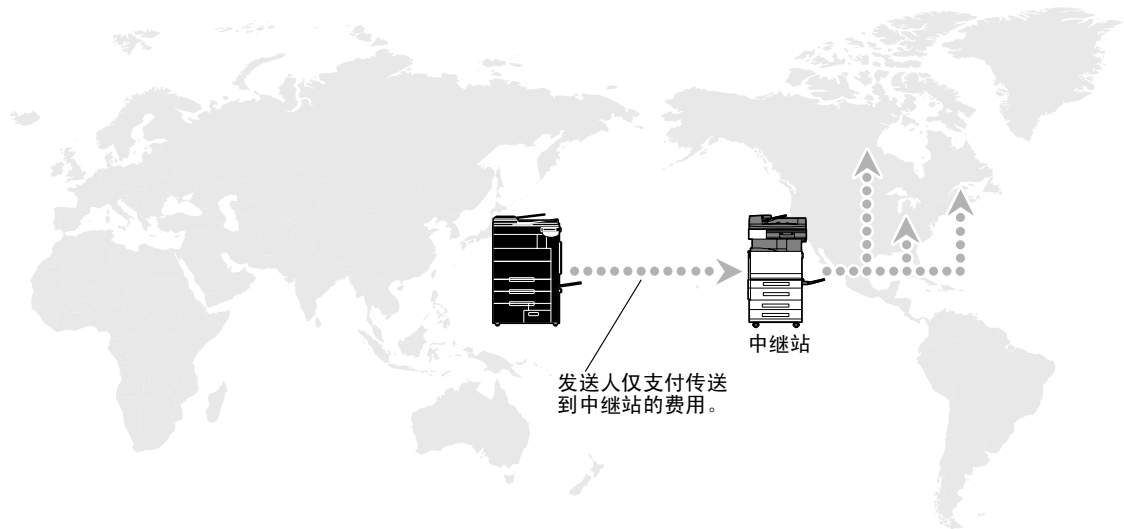 中继站
发送人仅支付传送
到中继站的费用。